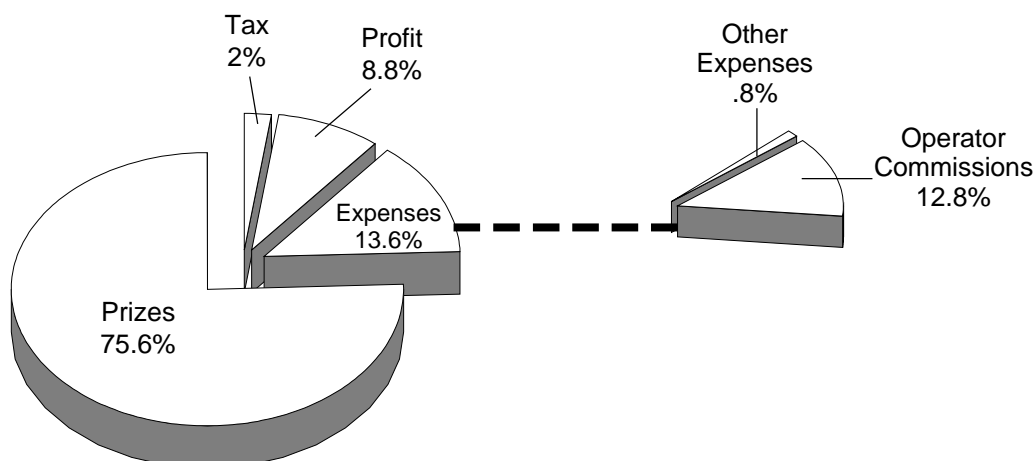 Tax
2%
Profit
8.8%
Other
Expenses
.8%
Operator
Commissions
12.8%
Expenses
13.6%
Prizes
75.6%